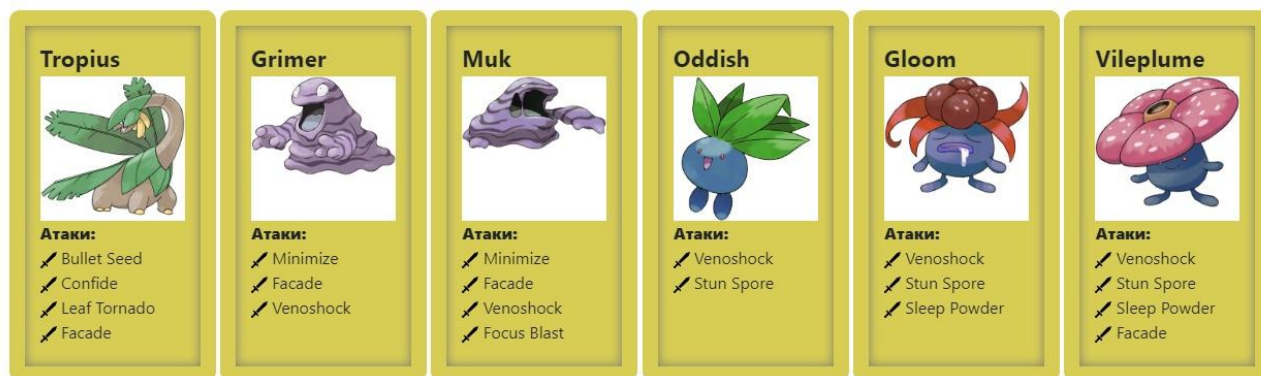 Tropius
Атаки:
Bullet Seed
Confide
Leaf Tornado
Facade
Grimer
Атаки:
Minimize
Facade
Venoshock
Muk
Атаки:
Minimize
Facade
Venoshock
Focus Blast
Oddish
Атаки:
Venoshock
Stun Spore
Gloom
Атаки:
Venoshock
Stun Spore
Sleep Powder
Vileplume
Атаки:
Venoshock
Stun Spore
Sleep Powder
Facade